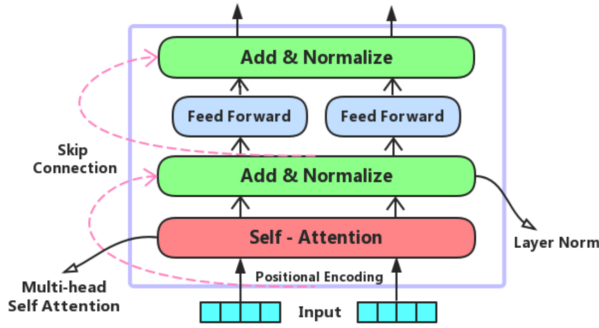 Add & Normalize
Feed Forward
Feed Forward
Skip
Connection
Add & Normalize
Self - Attention
Layer Norm
Positional Encoding
Multi-head
Self Attention
Input